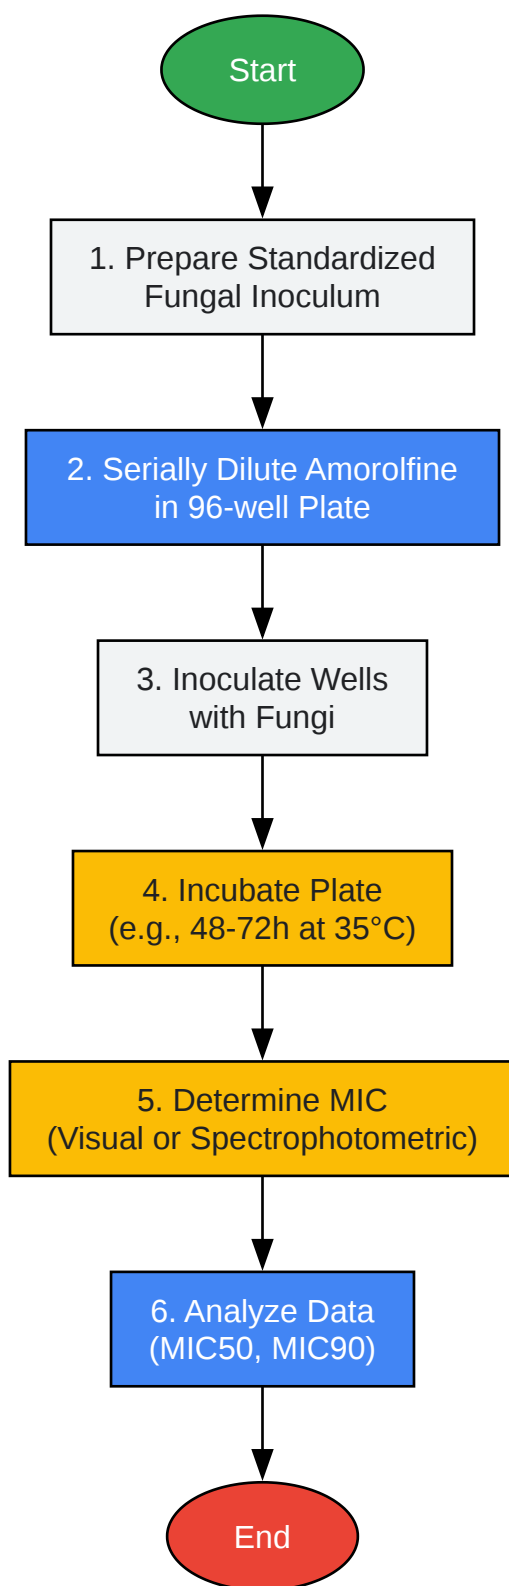 Start
1. Prepare Standardized
Fungal Inoculum
2. Serially Dilute Amorolfine
in 96-well Plate
3. Inoculate Wells
with Fungi
4. Incubate Plate
(e.g., 48-72h at 35°C)
5. Determine MIC
(Visual or Spectrophotometric)
6. Analyze Data
(MIC50, MIC90)
End